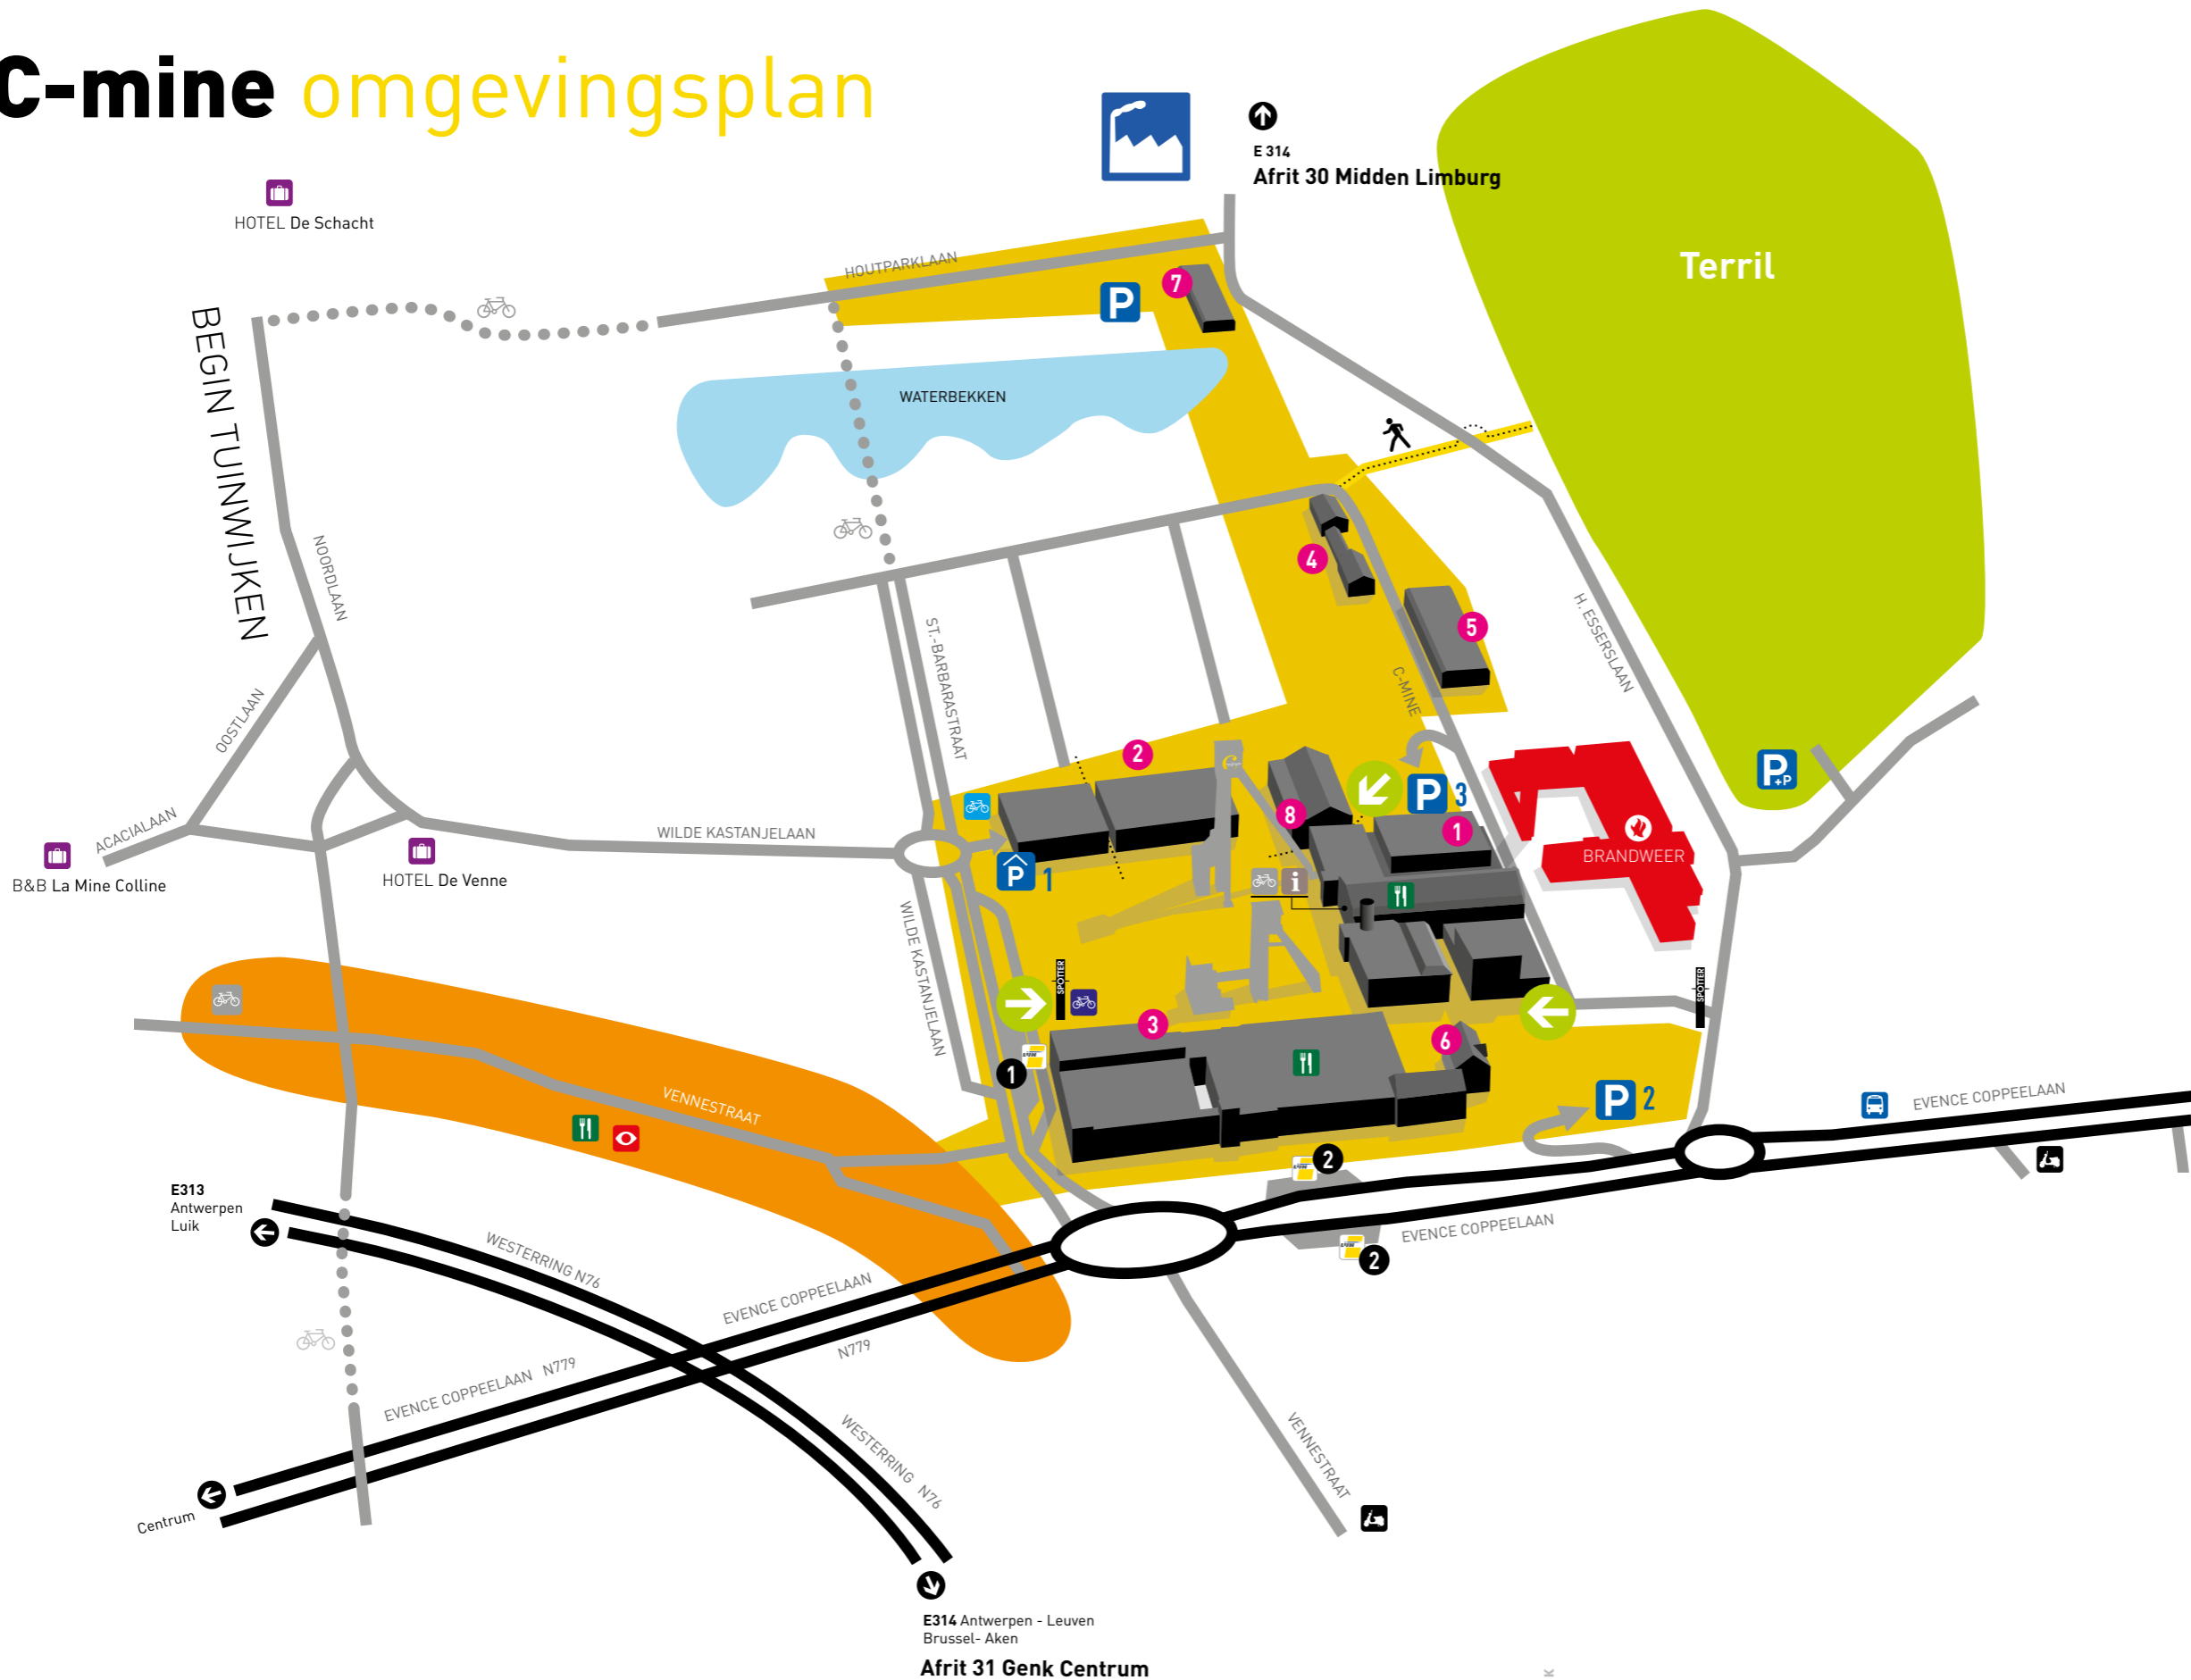 C-mine omgevingsplan
E 314
Afrit 30 Midden Limburg
HOTEL De Schacht
Terril
HOUTPARKLAAN
7
P
BEGIN TUINWIJKEN
WATERBEKKEN
NOORDLAAN
4
5
ST.-BARBARASTRAAT
H. ESSERSLAAN
C-MINE
OOSTLAAN
2
P 3
P+P
8
1
ACACIALAAN
WILDE KASTANJELAAN
BRANDWEER
B&B La Mine Colline
HOTEL De Venne
P 1
i
WILDE KASTANJELAAN
SPOTTER
SPOTTER
3
6
1
VENNESTRAAT
P 2
EVENCE COPPEELAAN
2
E313
Antwerpen
Luik
WESTERRING N76
EVENCE COPPEELAAN
2
EVENCE COPPEELAAN
N779
EVENCE COPPEELAAN N779
WESTERRING N76
VENNESTRAAT
Centrum
E314 Antwerpen - Leuven
Brussel- Aken
Afrit 31 Genk Centrum
K